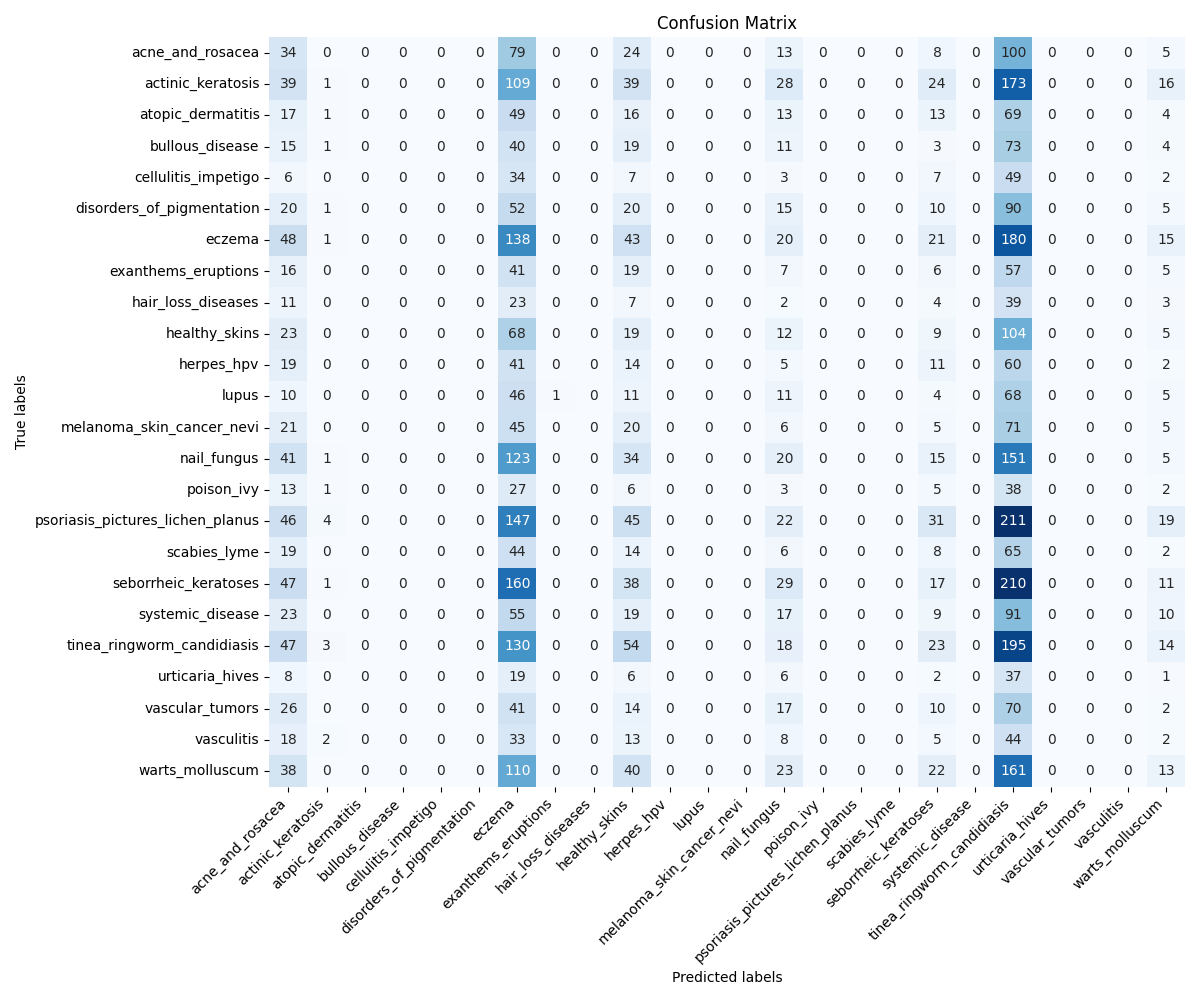 Confusion Matrix
True labels
acne_and_rosacea 34 0 0 0 0 0 79 0 0 24 0 0 0 13 0 0 0 8 0 100 0 0 0 5
actinic_keratosis 39 1 0 0 0 0 109 0 0 39 0 0 0 28 0 0 0 24 0 173 0 0 0 16
atopic_dermatitis 17 1 0 0 0 0 49 0 0 16 0 0 0 13 0 0 0 13 0 69 0 0 0 4
bullous_disease 15 1 0 0 0 0 40 0 0 19 0 0 0 11 0 0 0 3 0 73 0 0 0 4
cellulitis_impetigo 6 0 0 0 0 0 34 0 0 7 0 0 0 3 0 0 0 7 0 49 0 0 0 2
disorders_of_pigmentation 20 1 0 0 0 0 52 0 0 20 0 0 0 15 0 0 0 10 0 90 0 0 0 5
eczema 48 1 0 0 0 0 138 0 0 43 0 0 0 20 0 0 0 21 0 180 0 0 0 15
exanthems_eruptions 16 0 0 0 0 0 41 0 0 19 0 0 0 7 0 0 0 6 0 57 0 0 0 5
hair_loss_diseases 11 0 0 0 0 0 23 0 0 7 0 0 0 2 0 0 0 4 0 39 0 0 0 3
healthy_skins 23 0 0 0 0 0 68 0 0 19 0 0 0 12 0 0 0 9 0 104 0 0 0 5
herpes_hpv 19 0 0 0 0 0 41 0 0 14 0 0 0 5 0 0 0 11 0 60 0 0 0 2
lupus 10 0 0 0 0 0 46 1 0 11 0 0 0 11 0 0 0 4 0 68 0 0 0 5
melanoma_skin_cancer_nevi 21 0 0 0 0 0 45 0 0 20 0 0 0 6 0 0 0 5 0 71 0 0 0 5
nail_fungus 41 1 0 0 0 0 123 0 0 34 0 0 0 20 0 0 0 15 0 151 0 0 0 5
poison_ivy 13 1 0 0 0 0 27 0 0 6 0 0 0 3 0 0 0 5 0 38 0 0 0 2
psoriasis_pictures_lichen_planus 46 4 0 0 0 0 147 0 0 45 0 0 0 22 0 0 0 31 0 211 0 0 0 19
scabies_lyme 19 0 0 0 0 0 44 0 0 14 0 0 0 6 0 0 0 8 0 65 0 0 0 2
seborrheic_keratoses 47 1 0 0 0 0 160 0 0 38 0 0 0 29 0 0 0 17 0 210 0 0 0 11
systemic_disease 23 0 0 0 0 0 55 0 0 19 0 0 0 17 0 0 0 9 0 91 0 0 0 10
tinea_ringworm_candidiasis 47 3 0 0 0 0 130 0 0 54 0 0 0 18 0 0 0 23 0 195 0 0 0 14
urticaria_hives 8 0 0 0 0 0 19 0 0 6 0 0 0 6 0 0 0 2 0 37 0 0 0 1
vascular_tumors 26 0 0 0 0 0 41 0 0 14 0 0 0 17 0 0 0 10 0 70 0 0 0 2
vasculitis 18 2 0 0 0 0 33 0 0 13 0 0 0 8 0 0 0 5 0 44 0 0 0 2
warts_molluscum 38 0 0 0 0 0 110 0 0 40 0 0 0 23 0 0 0 22 0 161 0 0 0 13
acne_and_rosacea
actinic_keratosis
atopic_dermatitis
bullous_disease
cellulitis_impetigo
disorders_of_pigmentation
eczema
exanthems_eruptions
hair_loss_diseases
healthy_skins
herpes_hpv
lupus
melanoma_skin_cancer_nevi
nail_fungus
poison_ivy
psoriasis_pictures_lichen_planus
scabies_lyme
seborrheic_keratoses
systemic_disease
tinea_ringworm_candidiasis
urticaria_hives
vascular_tumors
vasculitis
warts_molluscum
Predicted labels